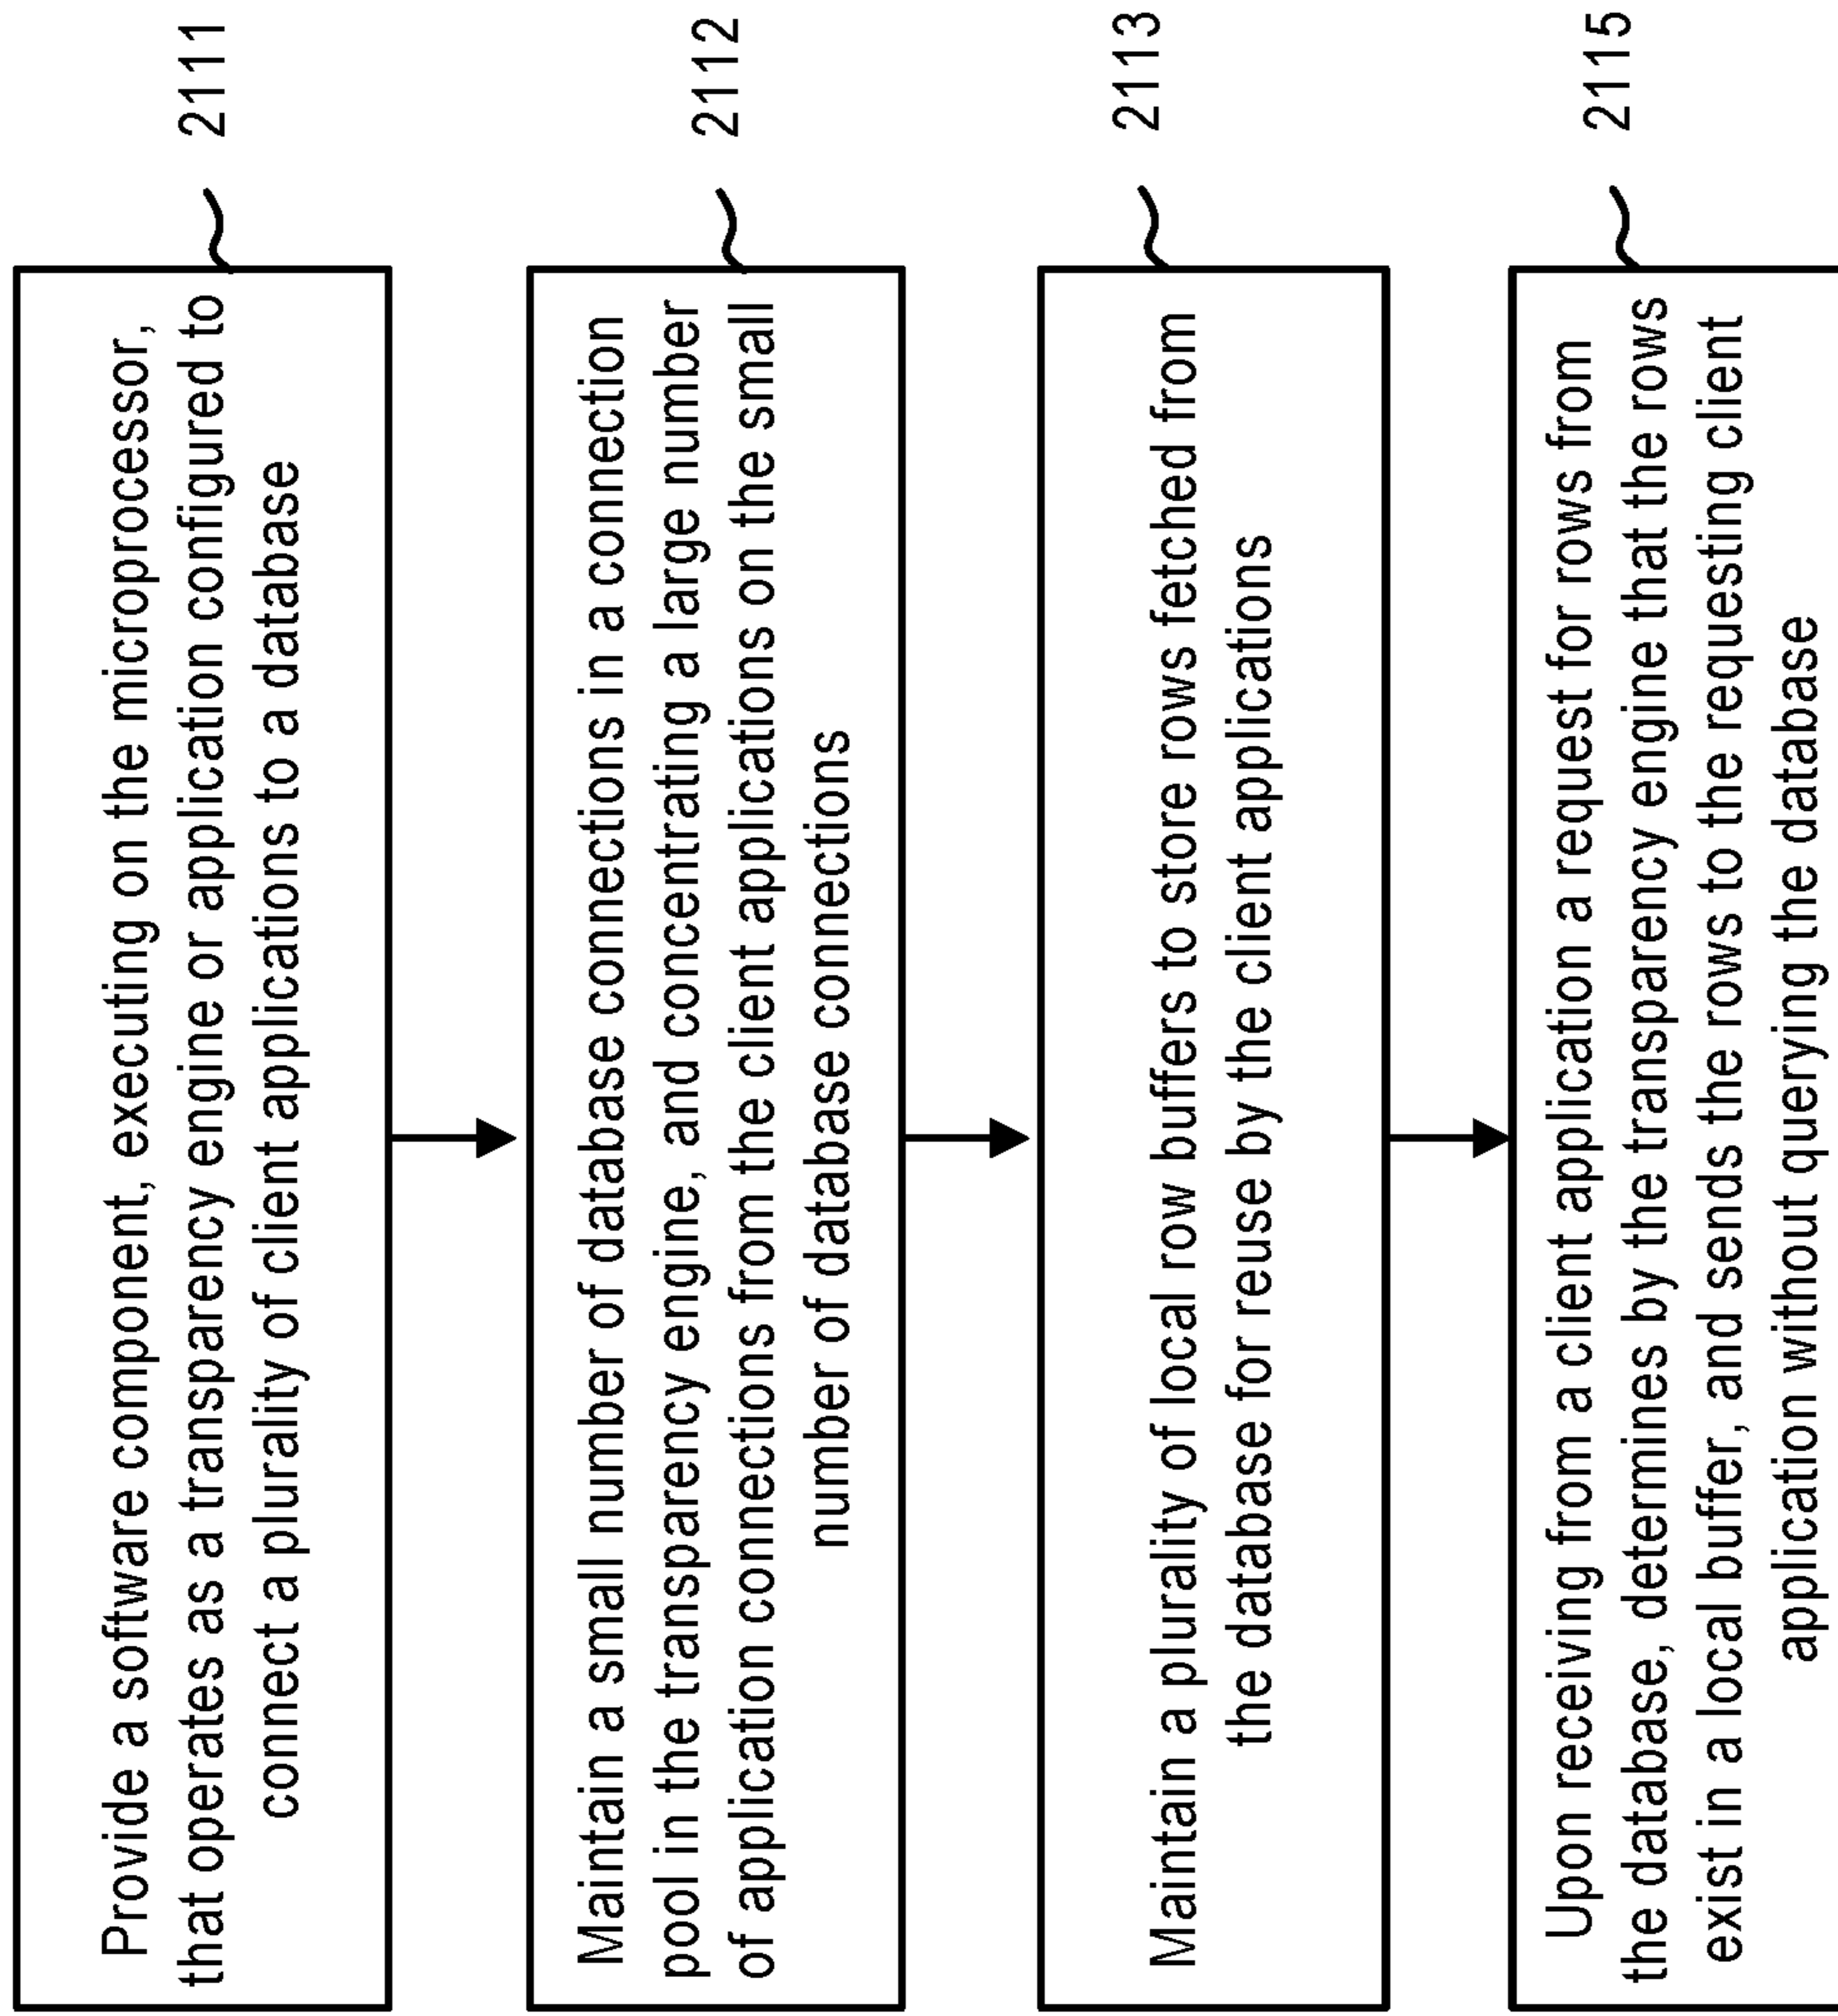 Provide a software component, executing on the microprocessor,
that operates as a transparency engine or application configured to
connect a plurality of client applications to a database
2111
Maintain a small number of database connections in a connection
pool in the transparency engine, and concentrating a large number
of application connections from the client applications on the small
number of database connections
2112
Maintain a plurality of local row buffers to store rows fetched from
the database for reuse by the client applications
2113
Upon receiving from a client application a request for rows from
the database, determines by the transparency engine that the rows
exist in a local buffer, and sends the rows to the requesting client
application without querying the database
2115